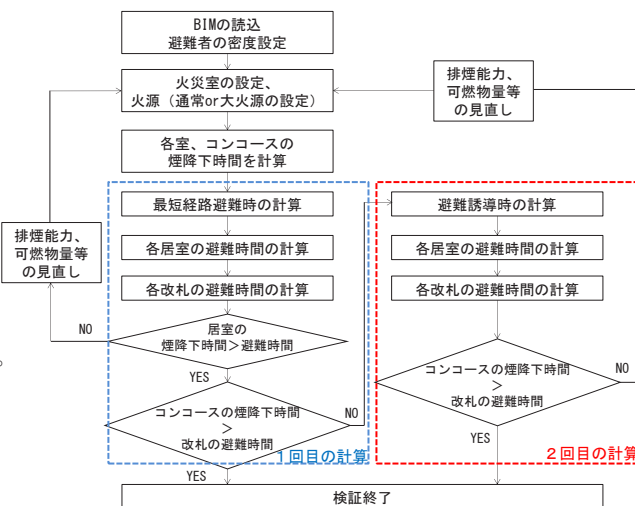 BIMの読込
避難者の密度設定
火災室の設定、
火源（通常or大火源の設定）
排煙能力、
可燃物量等
の見直し
各室、コンコースの
煙降下時間を計算
最短経路避難時の計算
各居室の避難時間の計算
各改札の避難時間の計算
排煙能力、
可燃物量等
の見直し
居室の
煙降下時間＞避難時間
NO
YES
コンコースの煙降下時間
＞
改札の避難時間
NO
YES
1回目の計算
避難誘導時の計算
各居室の避難時間の計算
各改札の避難時間の計算
コンコースの煙降下時間
＞
改札の避難時間
NO
YES
2回目の計算
検証終了
。